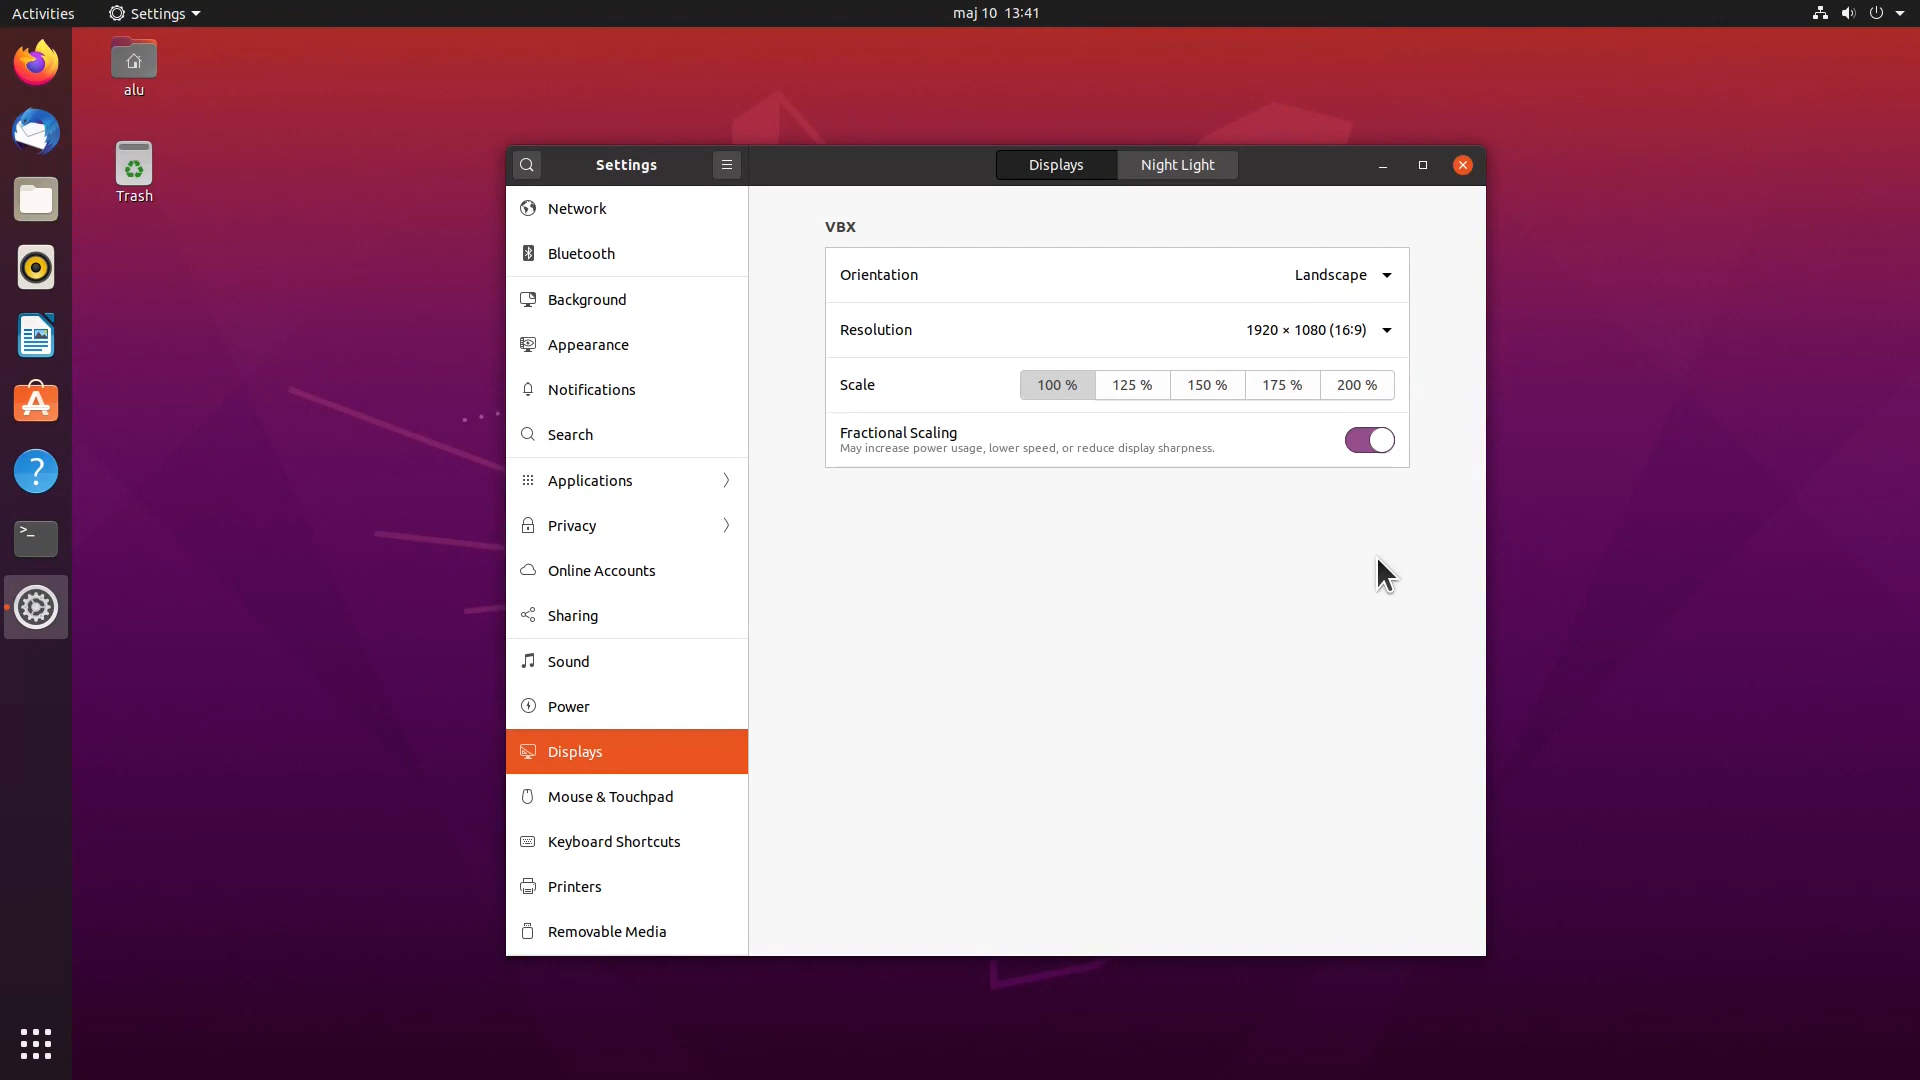 Activities
Settings
maj 10 13:41
alu
Trash
Settings
Displays
Night Light
Network
Bluetooth
Background
Appearance
Notifications
Search
Applications
Privacy
Online Accounts
Sharing
Sound
Power
Displays
Mouse & Touchpad
Keyboard Shortcuts
Printers
Removable Media
VBX
Orientation
Landscape
Resolution
1920 × 1080 (16:9)
Scale
100 %
125 %
150 %
175 %
200 %
Fractional Scaling
May increase power usage, lower speed, or reduce display sharpness.
?
>_